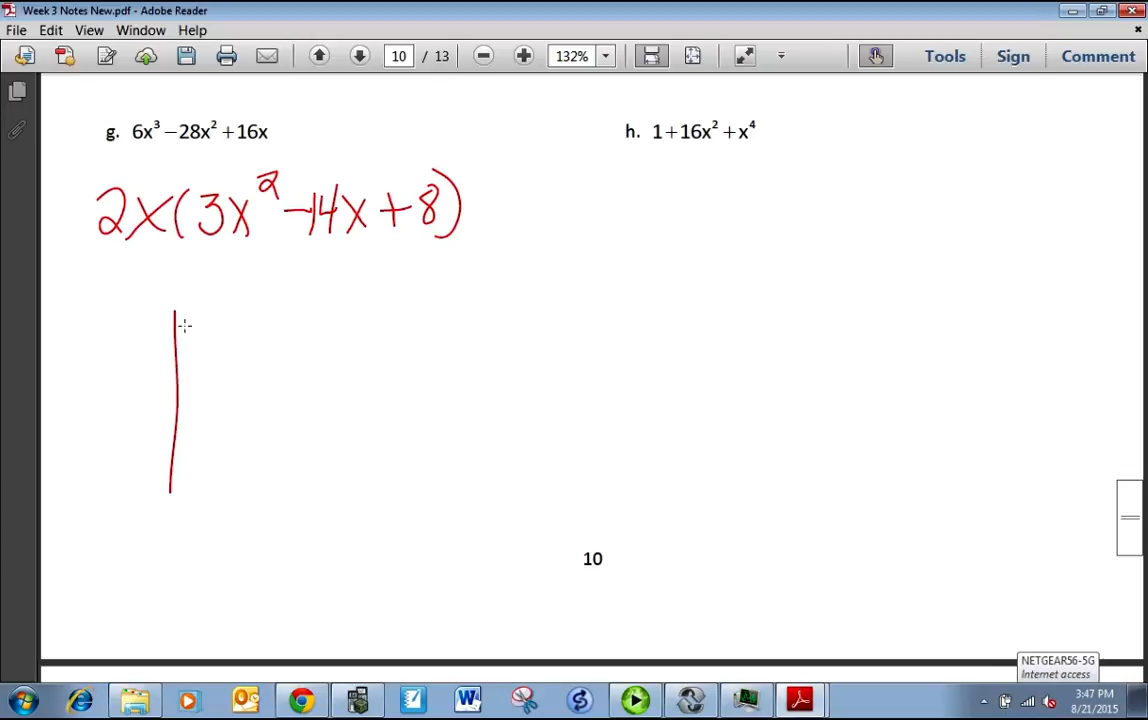 Week 3 Notes New.pdf - Adobe Reader
File Edit View Window Help
10 / 13 132% Tools Sign Comment
g. 6x³ − 28x² + 16x
h. 1 + 16x² + x⁴
2x(3x² − 14x + 8)
10
NETGEAR56-5G
Internet access
3:47 PM
8/21/2015